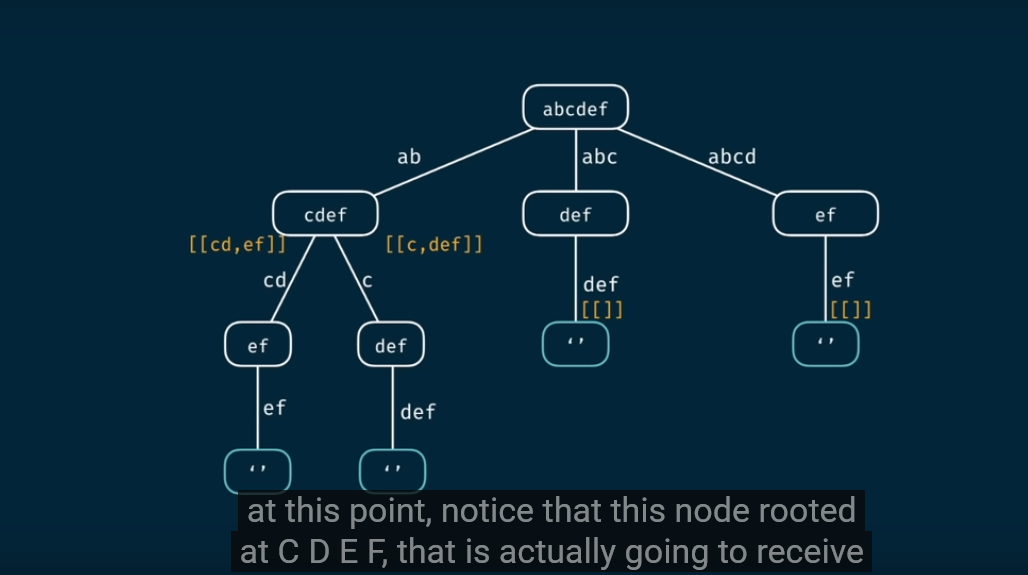 abcdef
ab
abc
abcd
cdef
def
ef
[[cd,ef]]
[[c,def]]
cd
c
def
[[]]
ef
[[]]
ef
def
‘’
‘’
ef
def
‘’
‘’
at this point, notice that this node rooted
at C D E F, that is actually going to receive